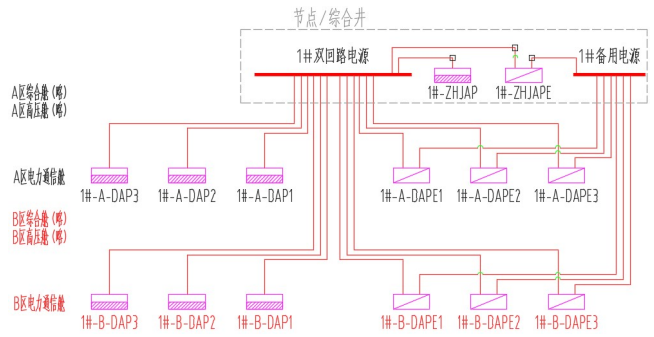 节点/综合井
1#双回路电源
1#备用电源
1#-ZHJAP
1#-ZHJAPE
A区综合舱(略)
A区高压舱(略)
A区电力通信舱
1#-A-DAP3
1#-A-DAP2
1#-A-DAP1
1#-A-DAPE1
1#-A-DAPE2
1#-A-DAPE3
B区综合舱(略)
B区高压舱(略)
B区电力通信舱
1#-B-DAP3
1#-B-DAP2
1#-B-DAP1
1#-B-DAPE1
1#-B-DAPE2
1#-B-DAPE3